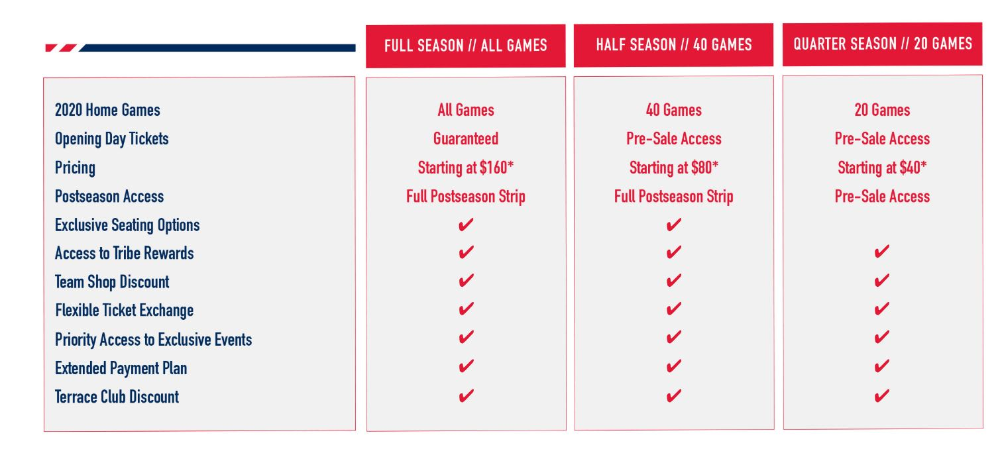 FULL SEASON // ALL GAMES HALF SEASON // 40 GAMES QUARTER SEASON // 20 GAMES
2020 Home Games All Games 40 Games 20 Games
Opening Day Tickets Guaranteed Pre-Sale Access Pre-Sale Access
Pricing Starting at $160* Starting at $80* Starting at $40*
Postseason Access Full Postseason Strip Full Postseason Strip Pre-Sale Access
Exclusive Seating Options ✔ ✔
Access to Tribe Rewards ✔ ✔ ✔
Team Shop Discount ✔ ✔ ✔
Flexible Ticket Exchange ✔ ✔ ✔
Priority Access to Exclusive Events ✔ ✔ ✔
Extended Payment Plan ✔ ✔ ✔
Terrace Club Discount ✔ ✔ ✔